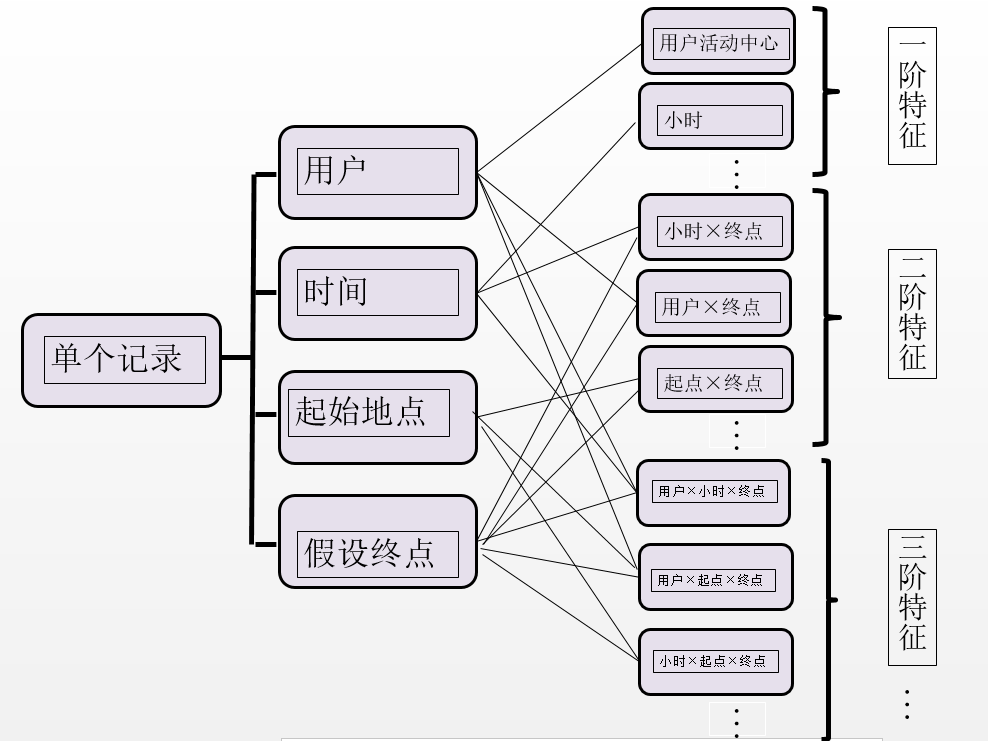 单个记录
用户
时间
起始地点
假设终点
用户活动中心
小时
⋮
小时×终点
用户×终点
起点×终点
⋮
用户×小时×终点
用户×起点×终点
小时×起点×终点
⋮
一阶特征
二阶特征
三阶特征
⋮